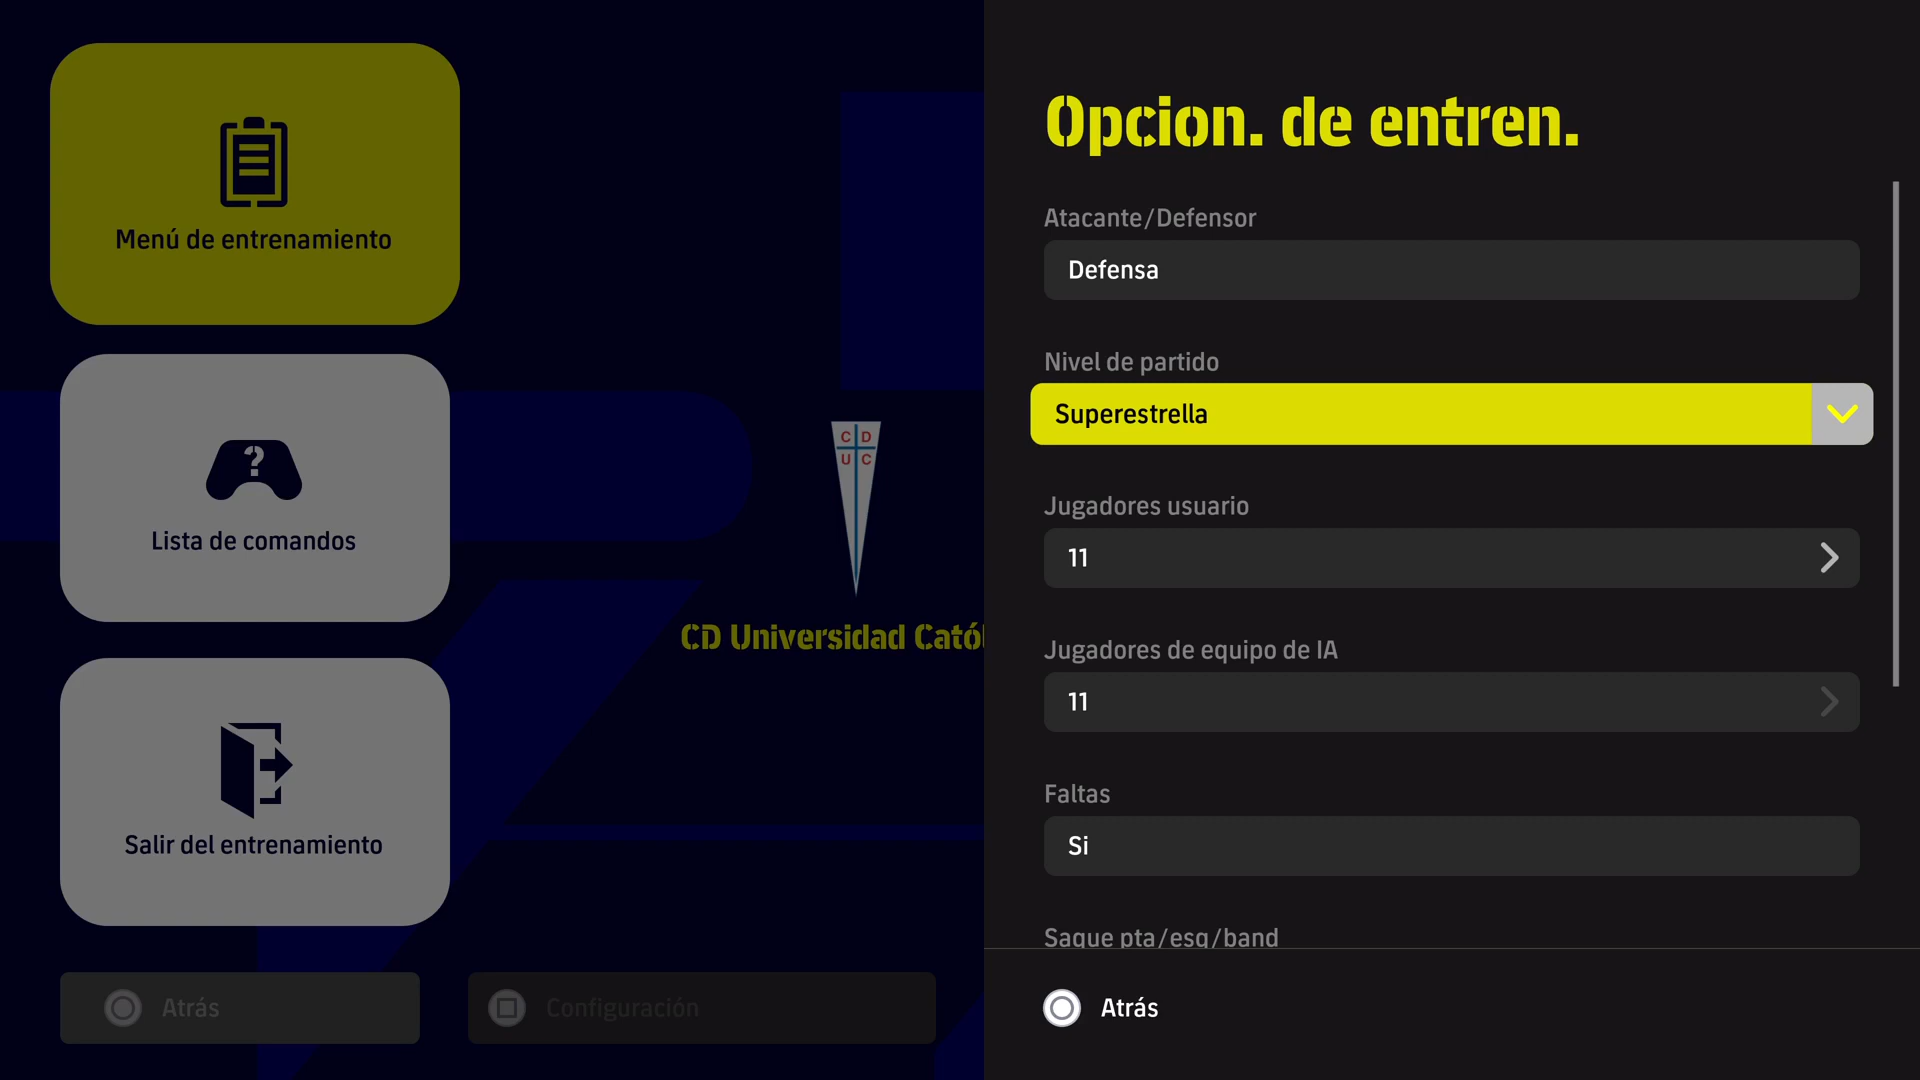 Menú de entrenamiento
Lista de comandos
Salir del entrenamiento
Atrás
Configuración
C D
U C
CD Universidad Catól
Opcion. de entren.
Atacante/Defensor
Defensa
Nivel de partido
Superestrella
Jugadores usuario
11
Jugadores de equipo de IA
11
Faltas
Si
Saque pta/esq/band
Atrás